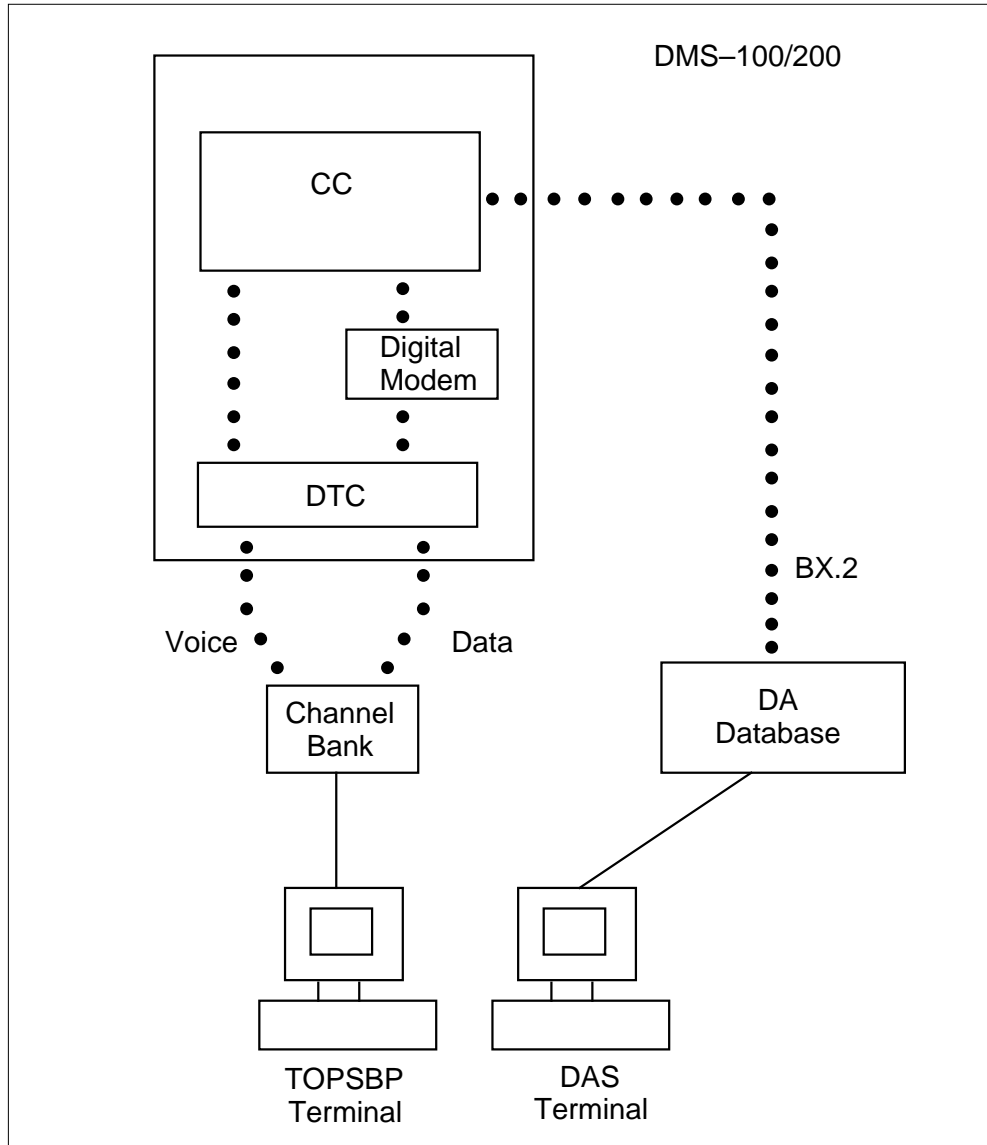 DMS–100/200
CC
Digital
Modem
DTC
BX.2
Voice
Data
Channel
Bank
DA
Database
TOPSBP
Terminal
DAS
Terminal